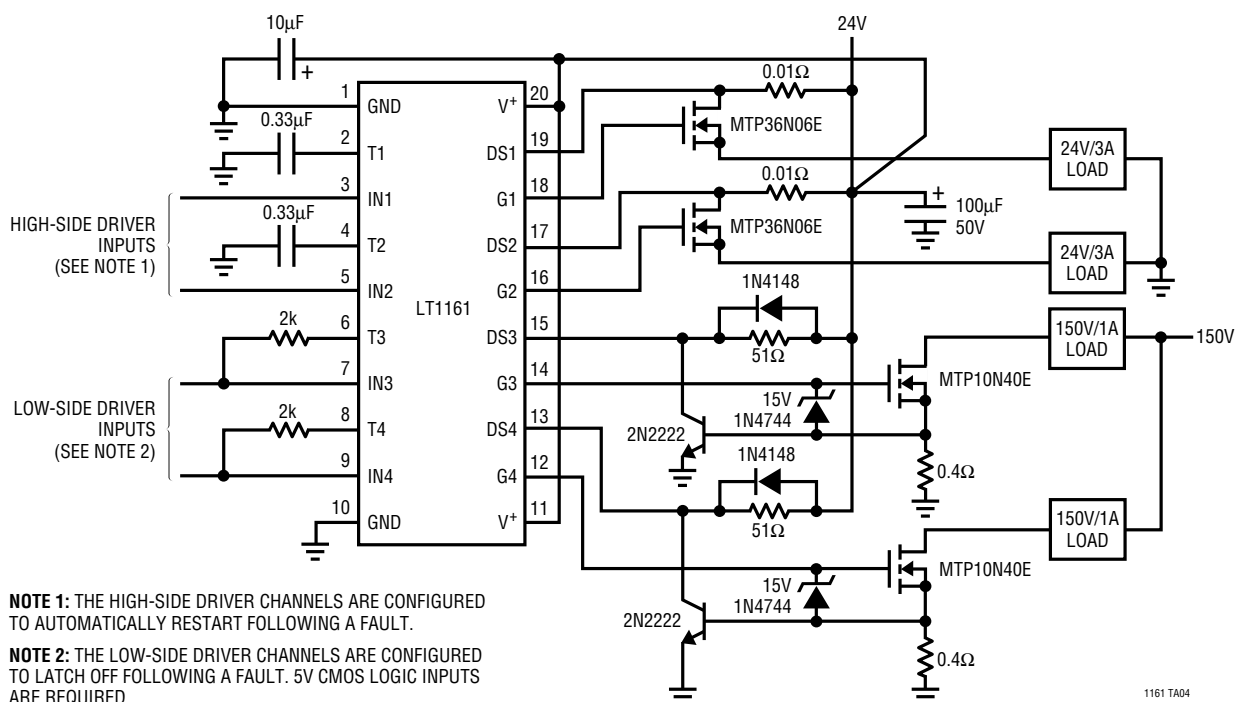 10µF
+
24V
0.01Ω
1
GND
V+
20
MTP36N06E
0.33µF
2
T1
DS1
19
24V/3A
LOAD
3
IN1
G1
18
0.01Ω
HIGH-SIDE DRIVER
INPUTS
(SEE NOTE 1)
0.33µF
4
T2
DS2
17
MTP36N06E
+
100µF
50V
5
IN2
G2
16
24V/3A
LOAD
LT1161
1N4148
2k
6
T3
DS3
15
51Ω
150V/1A
LOAD
150V
7
IN3
G3
14
MTP10N40E
LOW-SIDE DRIVER
INPUTS
(SEE NOTE 2)
2k
8
T4
DS4
13
15V
1N4744
2N2222
9
IN4
G4
12
1N4148
0.4Ω
10
GND
V+
11
51Ω
150V/1A
LOAD
MTP10N40E
15V
1N4744
2N2222
0.4Ω
NOTE 1: THE HIGH-SIDE DRIVER CHANNELS ARE CONFIGURED
TO AUTOMATICALLY RESTART FOLLOWING A FAULT.
NOTE 2: THE LOW-SIDE DRIVER CHANNELS ARE CONFIGURED
TO LATCH OFF FOLLOWING A FAULT. 5V CMOS LOGIC INPUTS
ARE REQUIRED
1161 TA04